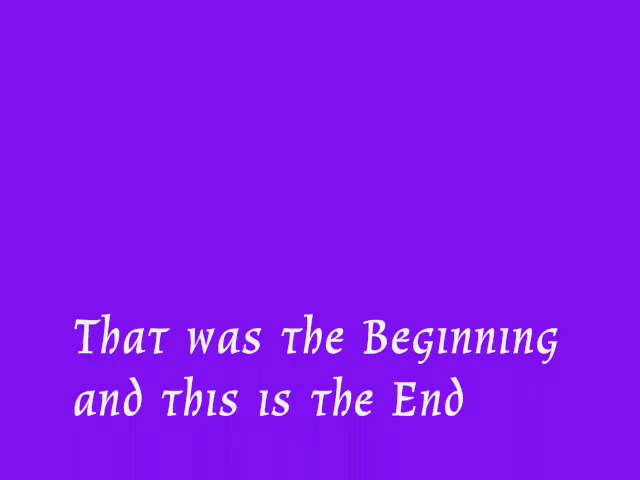 That was the Beginning
and this is the End